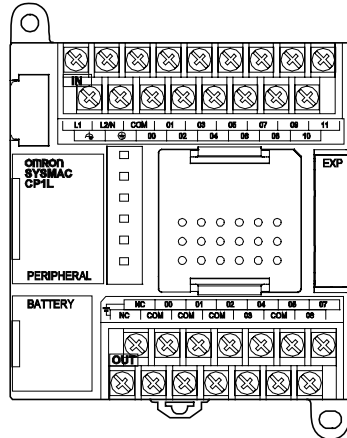 IN
L1 L2/N COM 01 03 05 07 09 11
00 02 04 06 08 10
OMRON
SYSMAC
CP1L
EXP
PERIPHERAL
BATTERY
NC 00 01 02 04 05 07
NC COM COM COM 03 COM 06
OUT